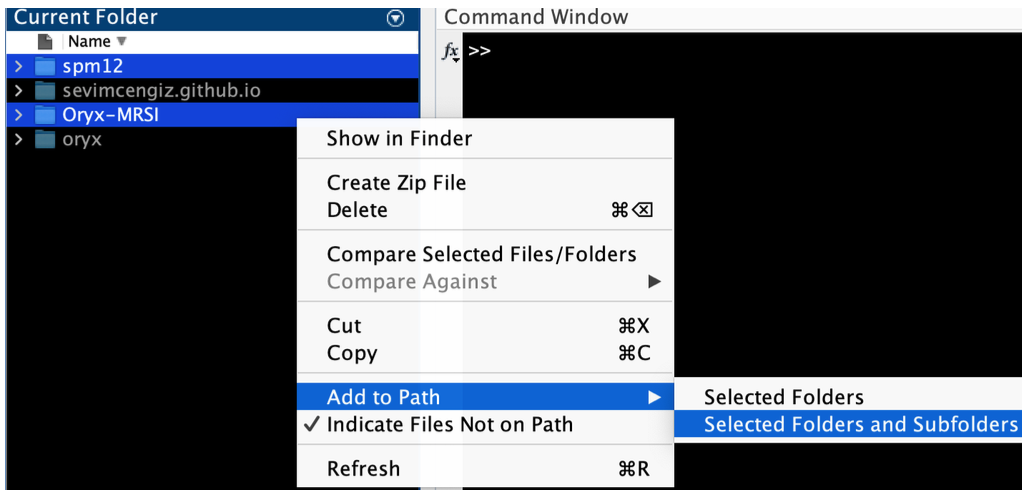 Current Folder
Name
spm12
sevimcengiz.github.io
Oryx-MRSI
oryx
Command Window
fx >>
Show in Finder
Create Zip File
Delete ⌘⌫
Compare Selected Files/Folders
Compare Against
Cut ⌘X
Copy ⌘C
Add to Path
✓ Indicate Files Not on Path
Refresh ⌘R
Selected Folders
Selected Folders and Subfolders